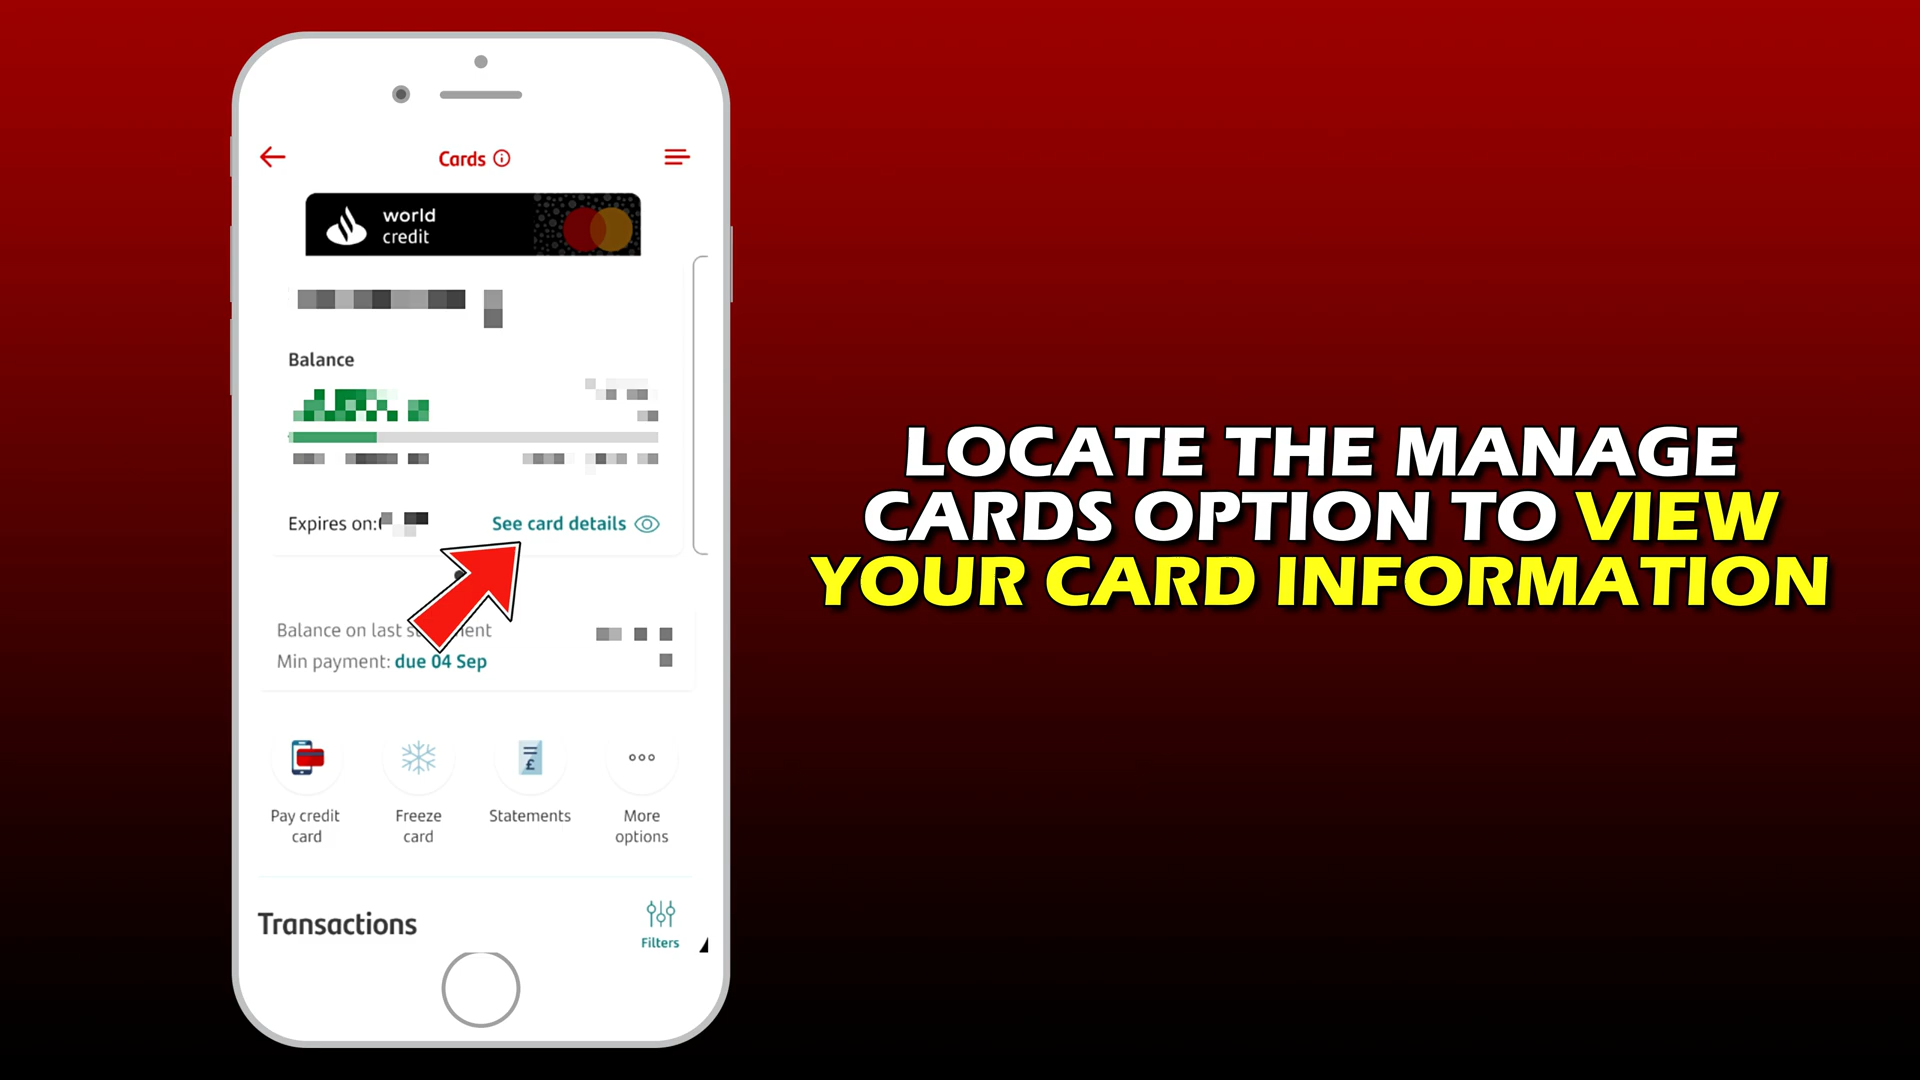 Cards
world
credit
Balance
Expires on:
See card details
Balance on last
Min payment: due 04 Sep
Pay credit
card
Freeze
card
Statements
£
More
options
Transactions
Filters
LOCATE THE MANAGE
CARDS OPTION TO VIEW
YOUR CARD INFORMATION